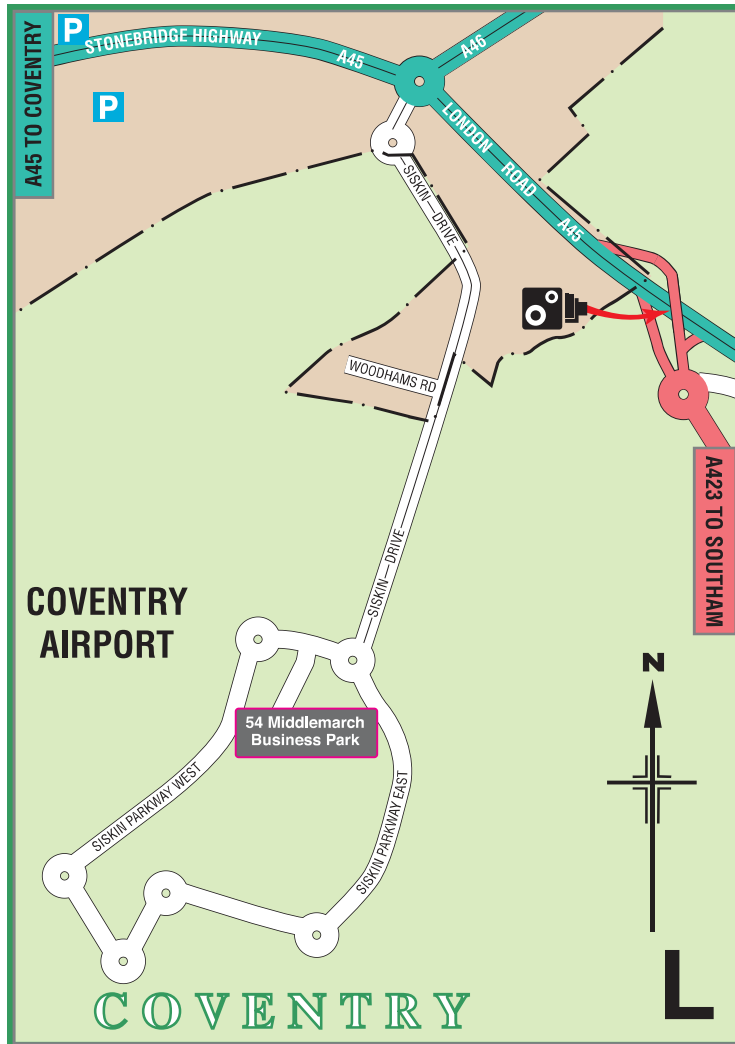 P
STONEBRIDGE HIGHWAY
A45
A46
A45 TO COVENTRY
P
LONDON ROAD
A45
SISKIN DRIVE
WOODHAMS RD
A423 TO SOUTHAM
SISKIN DRIVE
COVENTRY
AIRPORT
N
54 Middlemarch
Business Park
SISKIN PARKWAY WEST
SISKIN PARKWAY EAST
L
COVENTRY